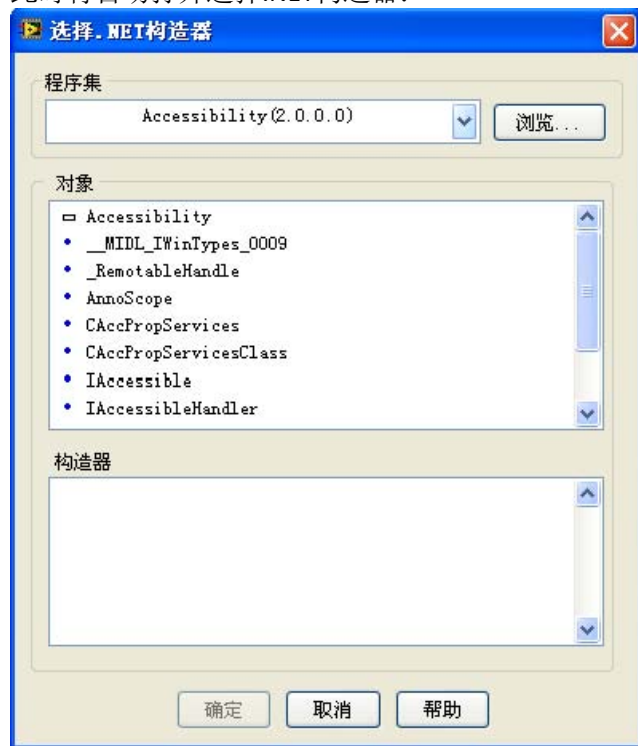 选择.NET构造器
程序集
Accessibility(2.0.0.0)
浏览...
对象
Accessibility
__MIDL_IWinTypes_0009
_RemotableHandle
AnnoScope
CAccPropServices
CAccPropServicesClass
IAccessible
IAccessibleHandler
构造器
确定
取消
帮助